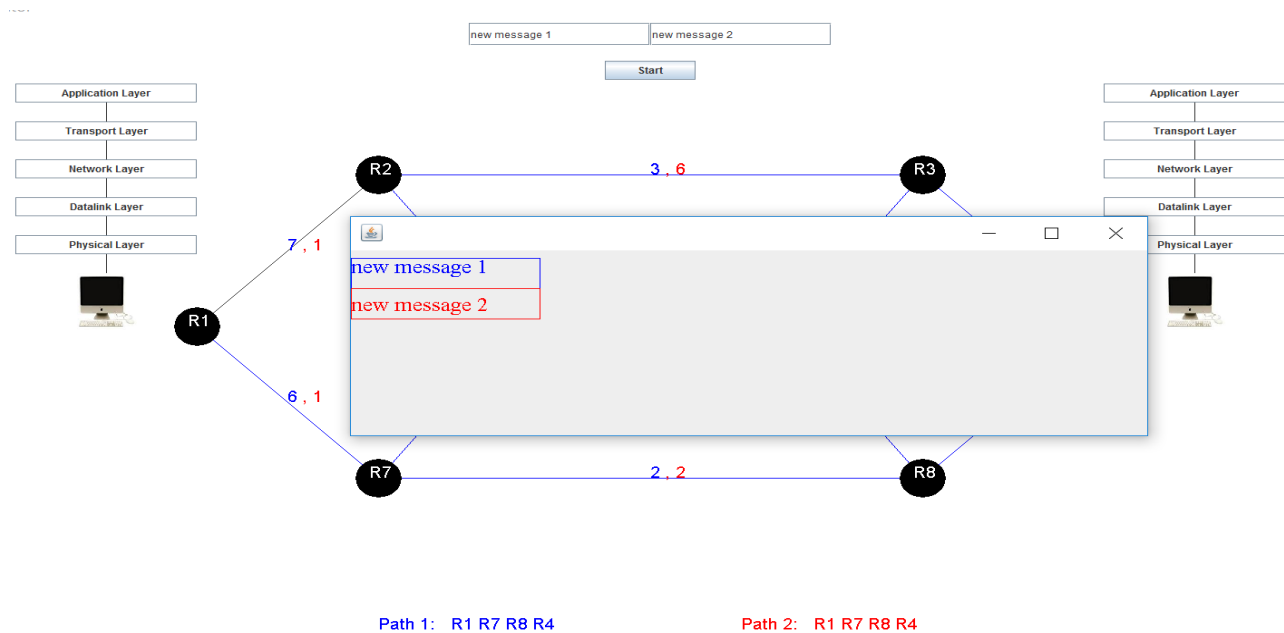 new message 1 new message 2
Start
Application Layer Application Layer
Transport Layer Transport Layer
R2 3 , 6 R3
Network Layer Network Layer
Datalink Layer Datalink Layer
Physical Layer 7 , 1 Physical Layer
new message 1
new message 2
R1
6 , 1
R7 2 , 2 R8
Path 1: R1 R7 R8 R4 Path 2: R1 R7 R8 R4